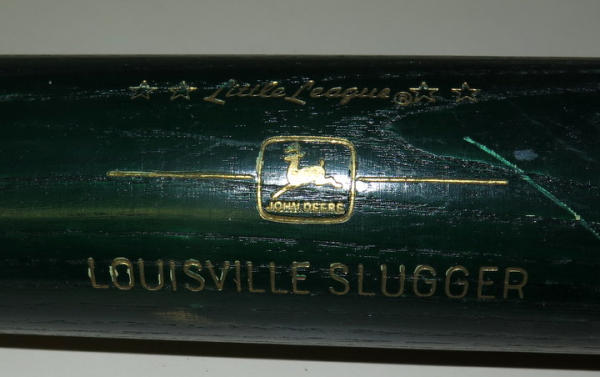 Little League®
JOHN DEERE
LOUISVILLE SLUGGER